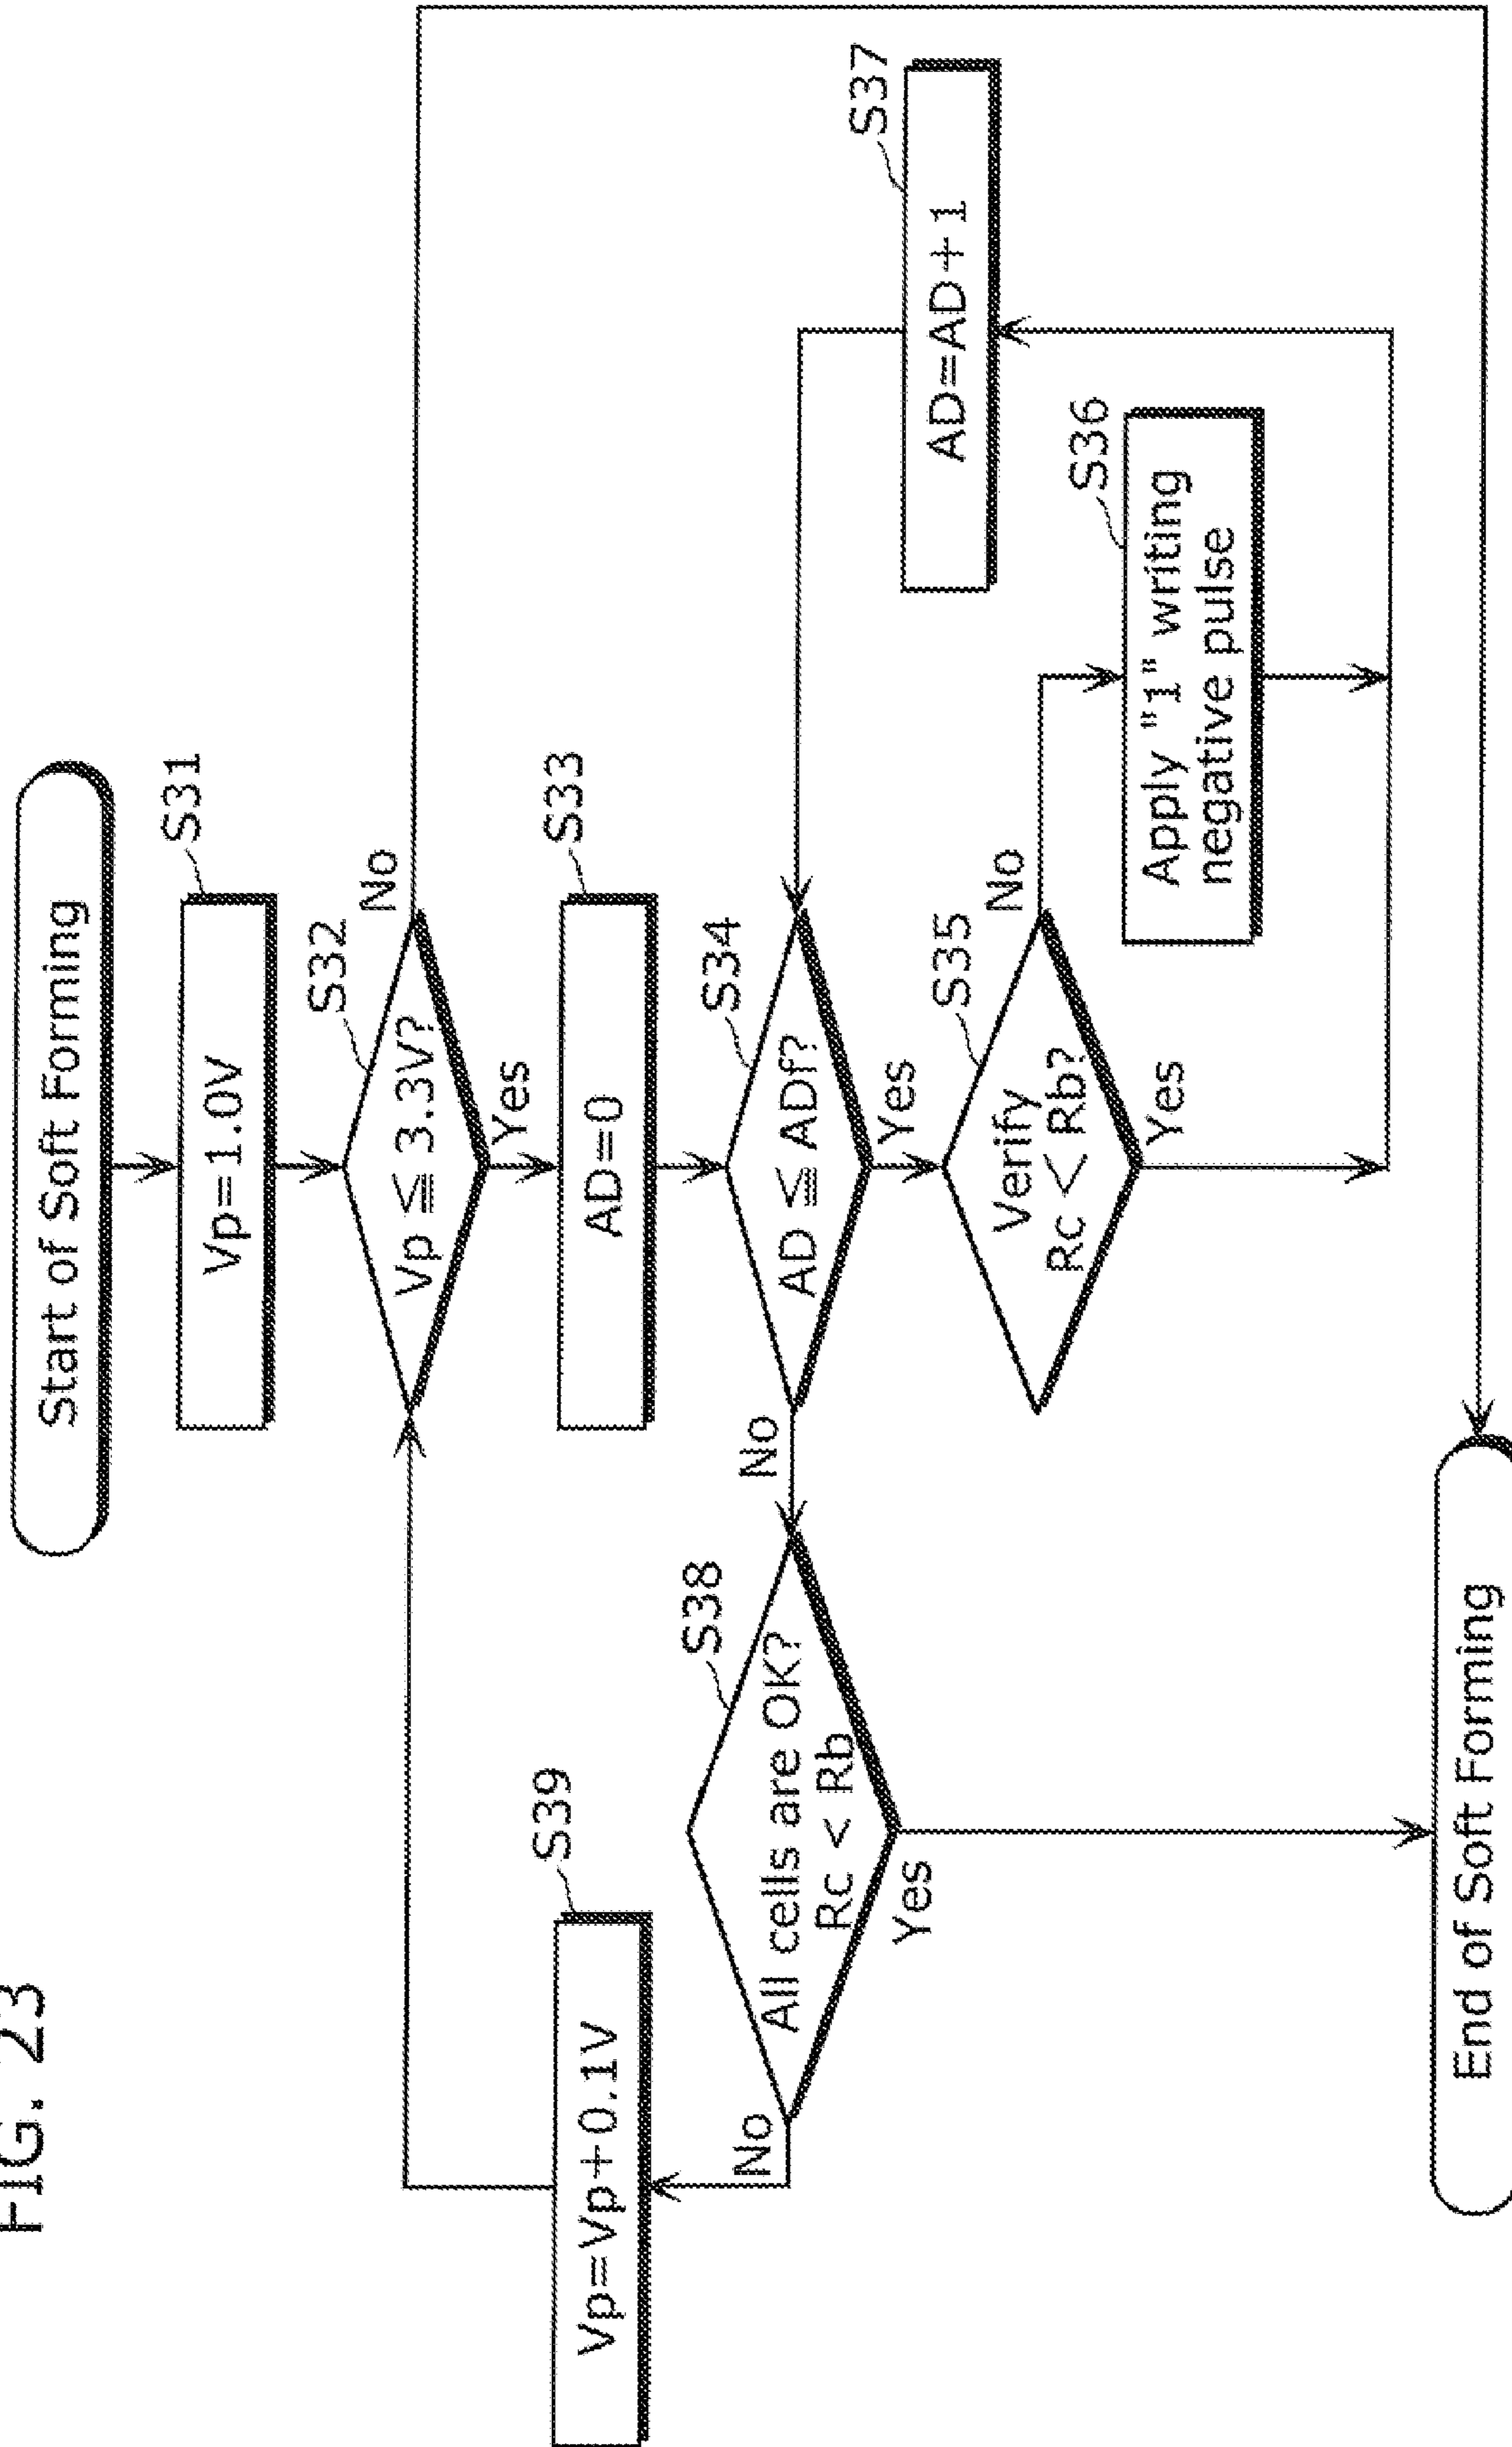 FIG. 23
Start of Soft Forming
S31
Vp=1.0V
S32
Vp ≦ 3.3V?
No
Yes
S33
AD=0
S34
AD ≦ ADf?
No
Yes
S35
Verify
Rc < Rb?
No
Yes
S36
Apply "1" writing
negative pulse
S37
AD=AD+1
S38
All cells are OK?
Rc < Rb
No
Yes
S39
Vp=Vp+0.1V
End of Soft Forming